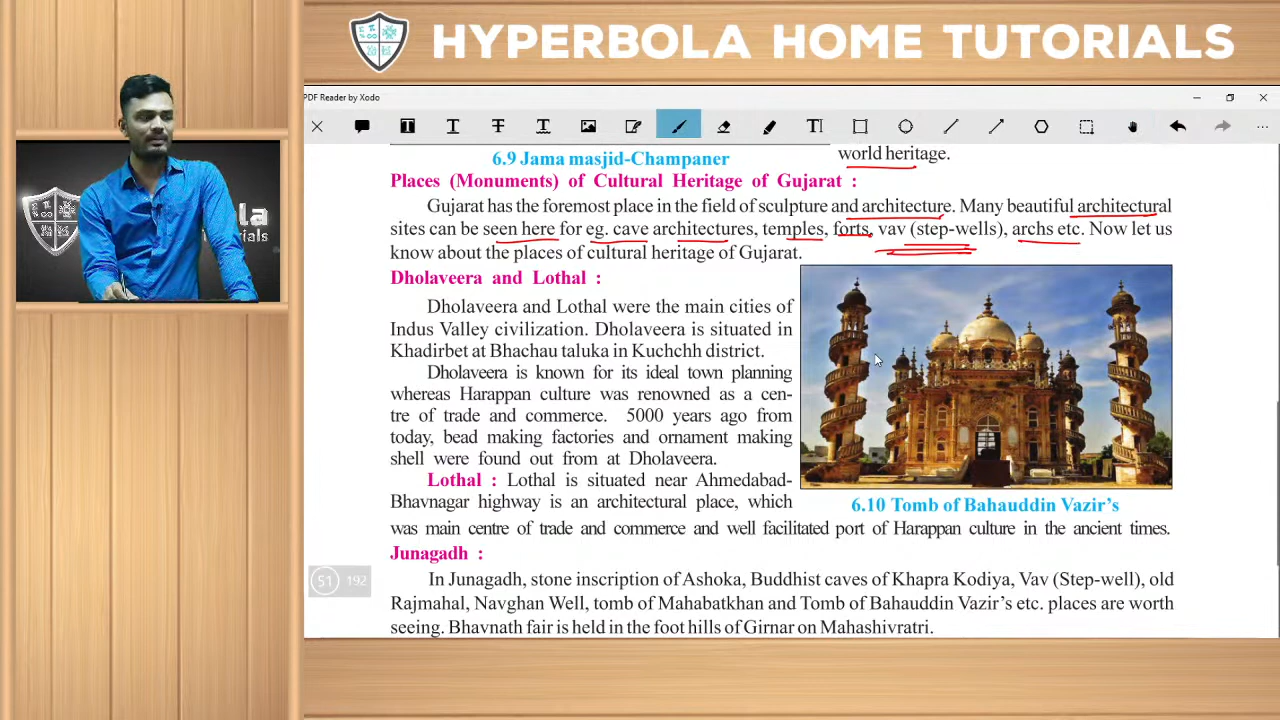 HYPERBOLA HOME TUTORIALS
PDF Reader by Xodo
6.9 Jama masjid-Champaner
world heritage.
Places (Monuments) of Cultural Heritage of Gujarat :
Gujarat has the foremost place in the field of sculpture and architecture. Many beautiful architectural
sites can be seen here for eg. cave architectures, temples, forts, vav (step-wells), archs etc. Now let us
know about the places of cultural heritage of Gujarat.
Dholaveera and Lothal :
Dholaveera and Lothal were the main cities of
Indus Valley civilization. Dholaveera is situated in
Khadirbet at Bhachau taluka in Kuchchh district.
Dholaveera is known for its ideal town planning
whereas Harappan culture was renowned as a cen-
tre of trade and commerce. 5000 years ago from
today, bead making factories and ornament making
shell were found out from at Dholaveera.
Lothal : Lothal is situated near Ahmedabad-
Bhavnagar highway is an architectural place, which
6.10 Tomb of Bahauddin Vazir's
was main centre of trade and commerce and well facilitated port of Harappan culture in the ancient times.
Junagadh :
51 192
In Junagadh, stone inscription of Ashoka, Buddhist caves of Khapra Kodiya, Vav (Step-well), old
Rajmahal, Navghan Well, tomb of Mahabatkhan and Tomb of Bahauddin Vazir's etc. places are worth
seeing. Bhavnath fair is held in the foot hills of Girnar on Mahashivratri.